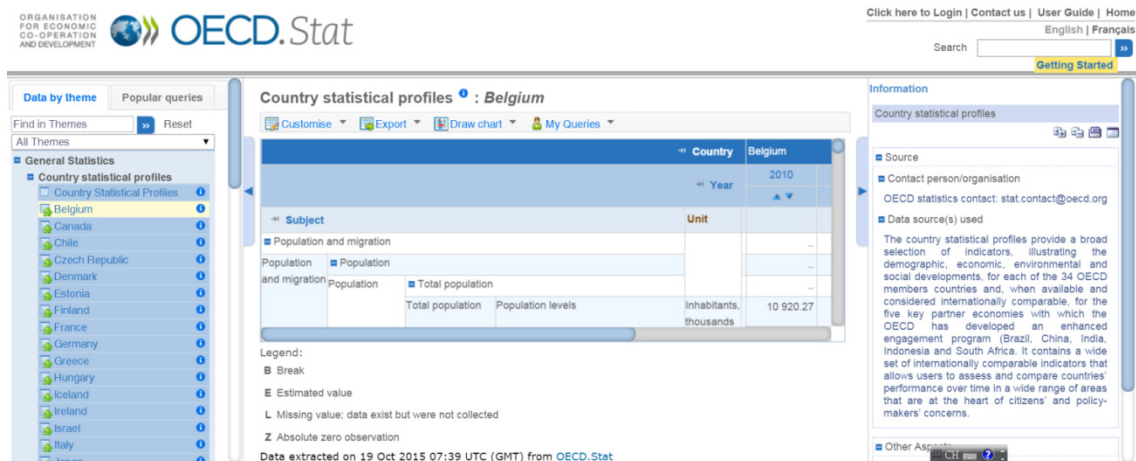 ORGANISATION
FOR ECONOMIC
CO-OPERATION
AND DEVELOPMENT
OECD.Stat
Click here to Login | Contact us | User Guide | Home
English | Français
Search
»
Getting Started
Data by theme
Popular queries
Find in Themes
»
Reset
All Themes
General Statistics
Country statistical profiles
Country Statistical Profiles
Belgium
Canada
Chile
Czech Republic
Denmark
Estonia
Finland
France
Germany
Greece
Hungary
Iceland
Ireland
Israel
Italy
Country statistical profiles : Belgium
Customise
Export
Draw chart
My Queries
Country
Belgium
Year
2010
Subject
Unit
Population and migration
..
Population and migration
Population
..
Population
Total population
..
Total population
Population levels
Inhabitants, thousands
10 920.27
Legend:
B Break
E Estimated value
L Missing value; data exist but were not collected
Z Absolute zero observation
Data extracted on 19 Oct 2015 07:39 UTC (GMT) from OECD.Stat
Information
Country statistical profiles
Source
Contact person/organisation
OECD statistics contact: stat.contact@oecd.org
Data source(s) used
The country statistical profiles provide a broad
selection of indicators, illustrating the
demographic, economic, environmental and
social developments, for each of the 34 OECD
members countries and, when available and
considered internationally comparable, for the
five key partner economies with which the
OECD has developed an enhanced
engagement program (Brazil, China, India,
Indonesia and South Africa. It contains a wide
set of internationally comparable indicators that
allows users to assess and compare countries'
performance over time in a wide range of areas
that are at the heart of citizens' and policy-
makers' concerns.
Other
CH